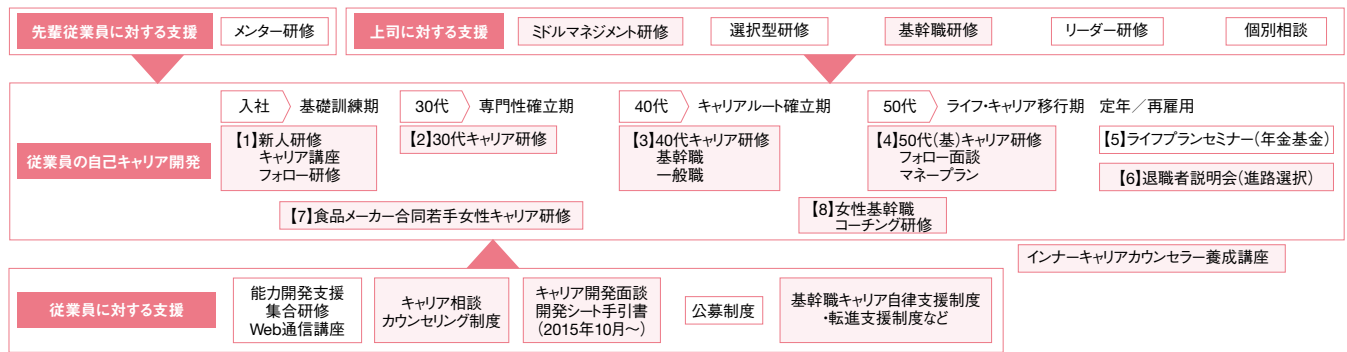 先輩従業員に対する支援
メンター研修
上司に対する支援
ミドルマネジメント研修
選択型研修
基幹職研修
リーダー研修
個別相談
従業員の自己キャリア開発
入社
基礎訓練期
30代
専門性確立期
40代
キャリアルート確立期
50代
ライフ・キャリア移行期
定年／再雇用
【1】新人研修
キャリア講座
フォロー研修
【2】30代キャリア研修
【3】40代キャリア研修
基幹職
一般職
【4】50代(基)キャリア研修
フォロー面談
マネープラン
【5】ライフプランセミナー(年金基金)
【6】退職者説明会(進路選択)
【7】食品メーカー合同若手女性キャリア研修
【8】女性基幹職
コーチング研修
インナーキャリアカウンセラー養成講座
従業員に対する支援
能力開発支援
集合研修
Web通信講座
キャリア相談
カウンセリング制度
キャリア開発面談
開発シート手引書
(2015年10月～)
公募制度
基幹職キャリア自律支援制度
・転進支援制度など